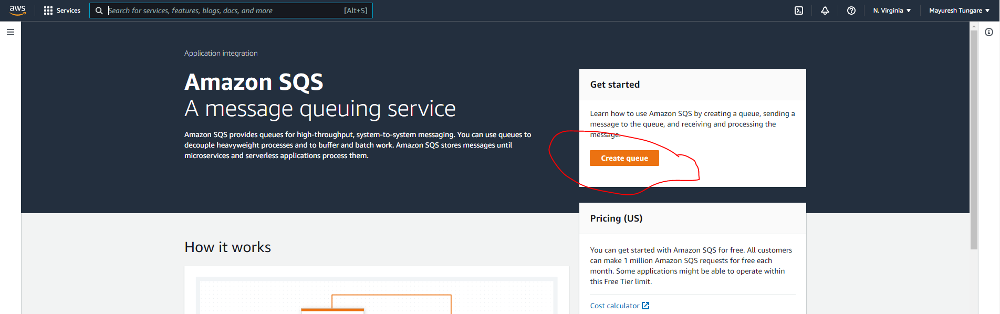 aws
Services
Search for services, features, blogs, docs, and more
[Alt+S]
N. Virginia
Mayuresh Tungare
Application integration
Amazon SQS
A message queuing service
Amazon SQS provides queues for high-throughput, system-to-system messaging. You can use queues to
decouple heavyweight processes and to buffer and batch work. Amazon SQS stores messages until
microservices and serverless applications process them.
Get started
Learn how to use Amazon SQS by creating a queue, sending a
message to the queue, and receiving and processing the
message.
Create queue
Pricing (US)
You can get started with Amazon SQS for free. All customers
can make 1 million Amazon SQS requests for free each
month. Some applications might be able to operate within
this Free Tier limit.
Cost calculator
How it works